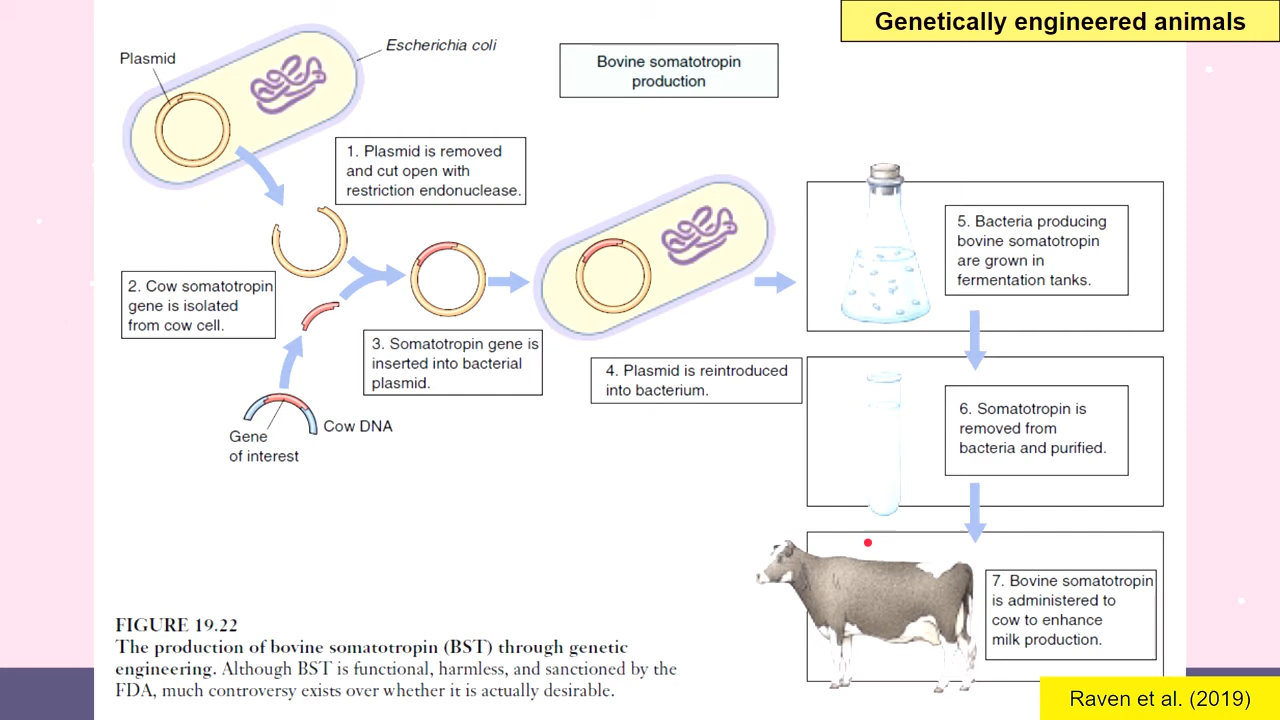 Genetically engineered animals
Plasmid
Escherichia coli
Bovine somatotropin
production
1. Plasmid is removed
and cut open with
restriction endonuclease.
2. Cow somatotropin
gene is isolated
from cow cell.
3. Somatotropin gene is
inserted into bacterial
plasmid.
Gene
of interest
Cow DNA
4. Plasmid is reintroduced
into bacterium.
5. Bacteria producing
bovine somatotropin
are grown in
fermentation tanks.
6. Somatotropin is
removed from
bacteria and purified.
7. Bovine somatotropin
is administered to
cow to enhance
milk production.
FIGURE 19.22
The production of bovine somatotropin (BST) through genetic
engineering. Although BST is functional, harmless, and sanctioned by the
FDA, much controversy exists over whether it is actually desirable.
Raven et al. (2019)